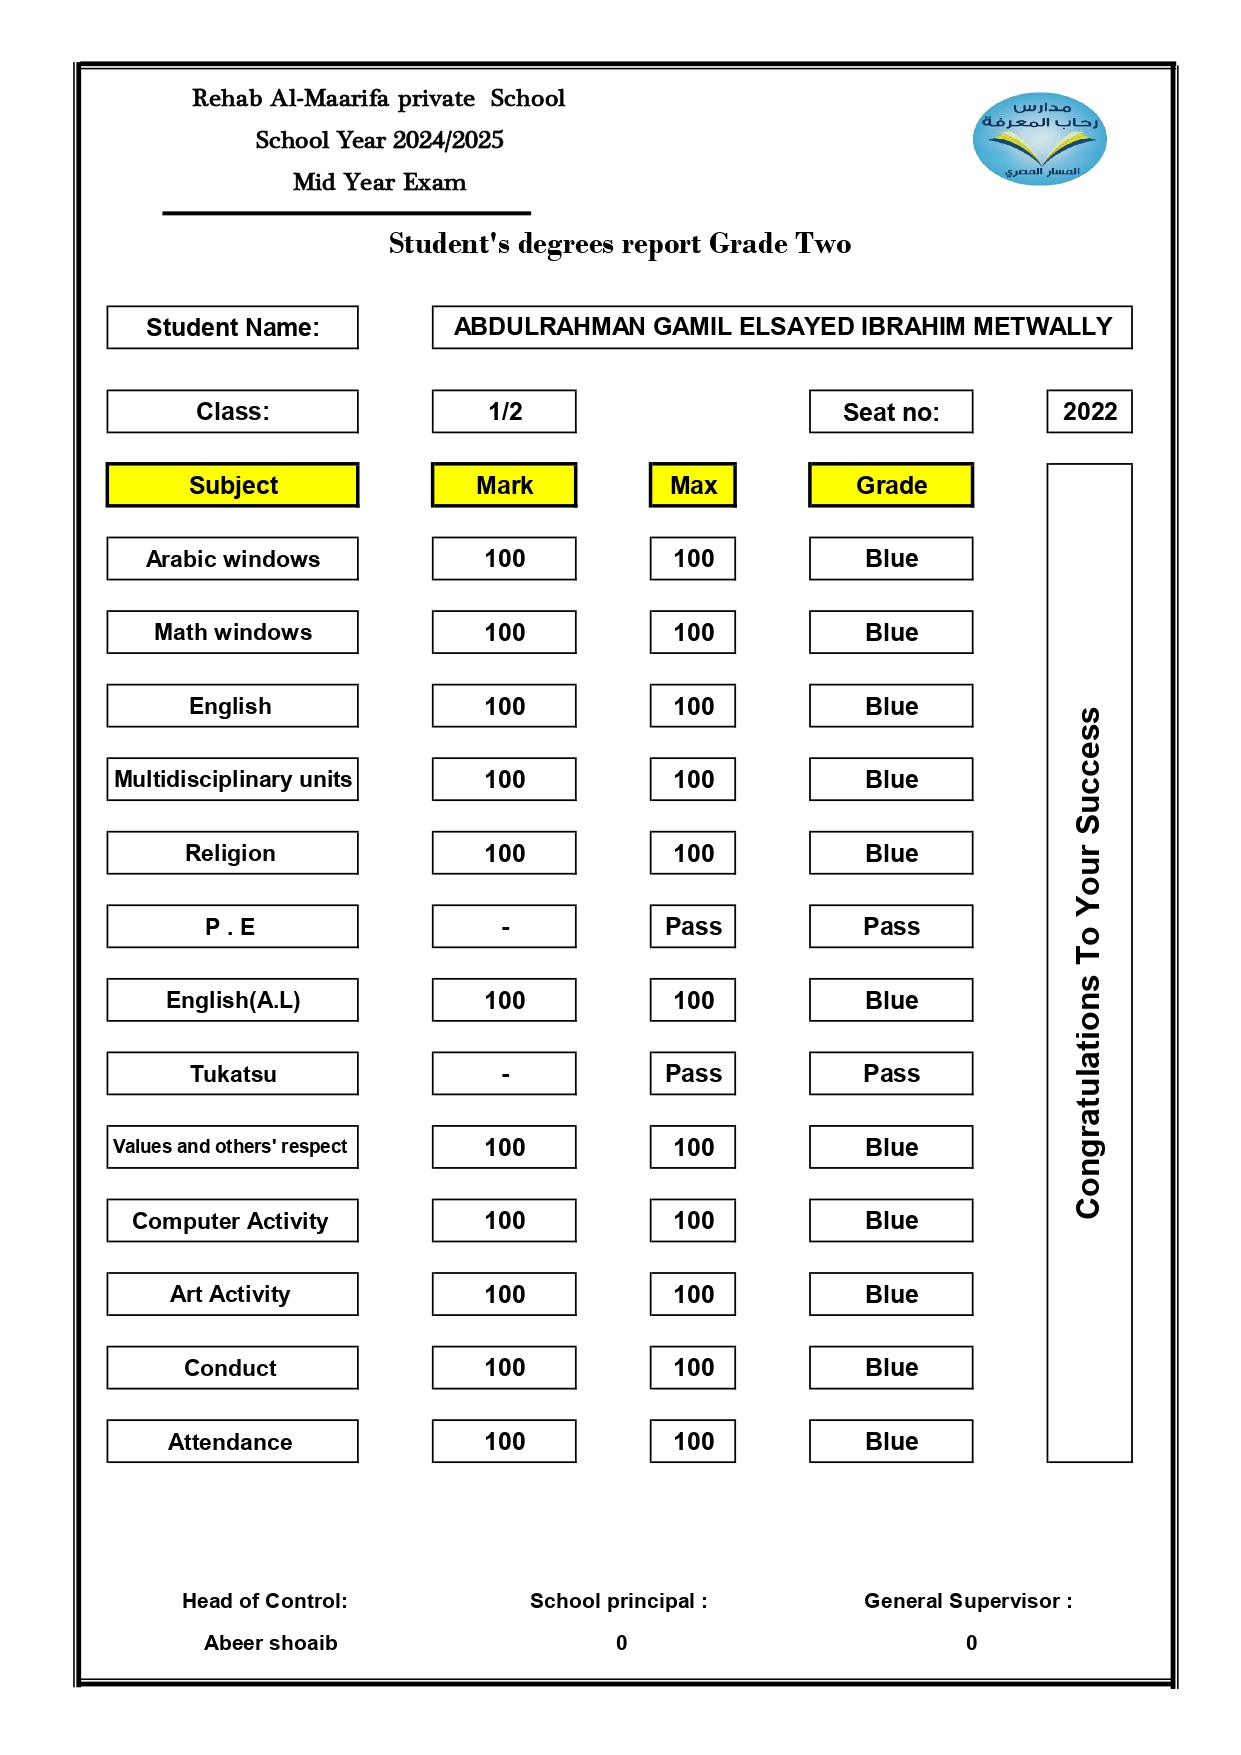 Rehab Al-Maarifa private School
School Year 2024/2025
Mid Year Exam
مدارس
رحاب المعرفة
المسار المصري
Student's degrees report Grade Two
Student Name: ABDULRAHMAN GAMIL ELSAYED IBRAHIM METWALLY
Class: 1/2 Seat no: 2022
Subject Mark Max Grade
Arabic windows 100 100 Blue
Math windows 100 100 Blue
English 100 100 Blue
Multidisciplinary units 100 100 Blue
Religion 100 100 Blue
P . E - Pass Pass
English(A.L) 100 100 Blue
Tukatsu - Pass Pass
Values and others' respect 100 100 Blue
Computer Activity 100 100 Blue
Art Activity 100 100 Blue
Conduct 100 100 Blue
Attendance 100 100 Blue
Congratulations To Your Success
Head of Control: School principal : General Supervisor :
Abeer shoaib 0 0